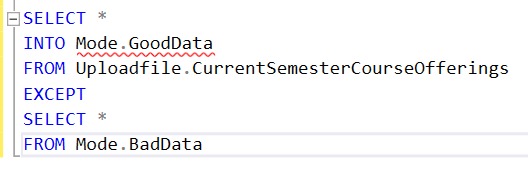 SELECT *
INTO Mode.GoodData
FROM Uploadfile.CurrentSemesterCourseOfferings
EXCEPT
SELECT *
FROM Mode.BadData